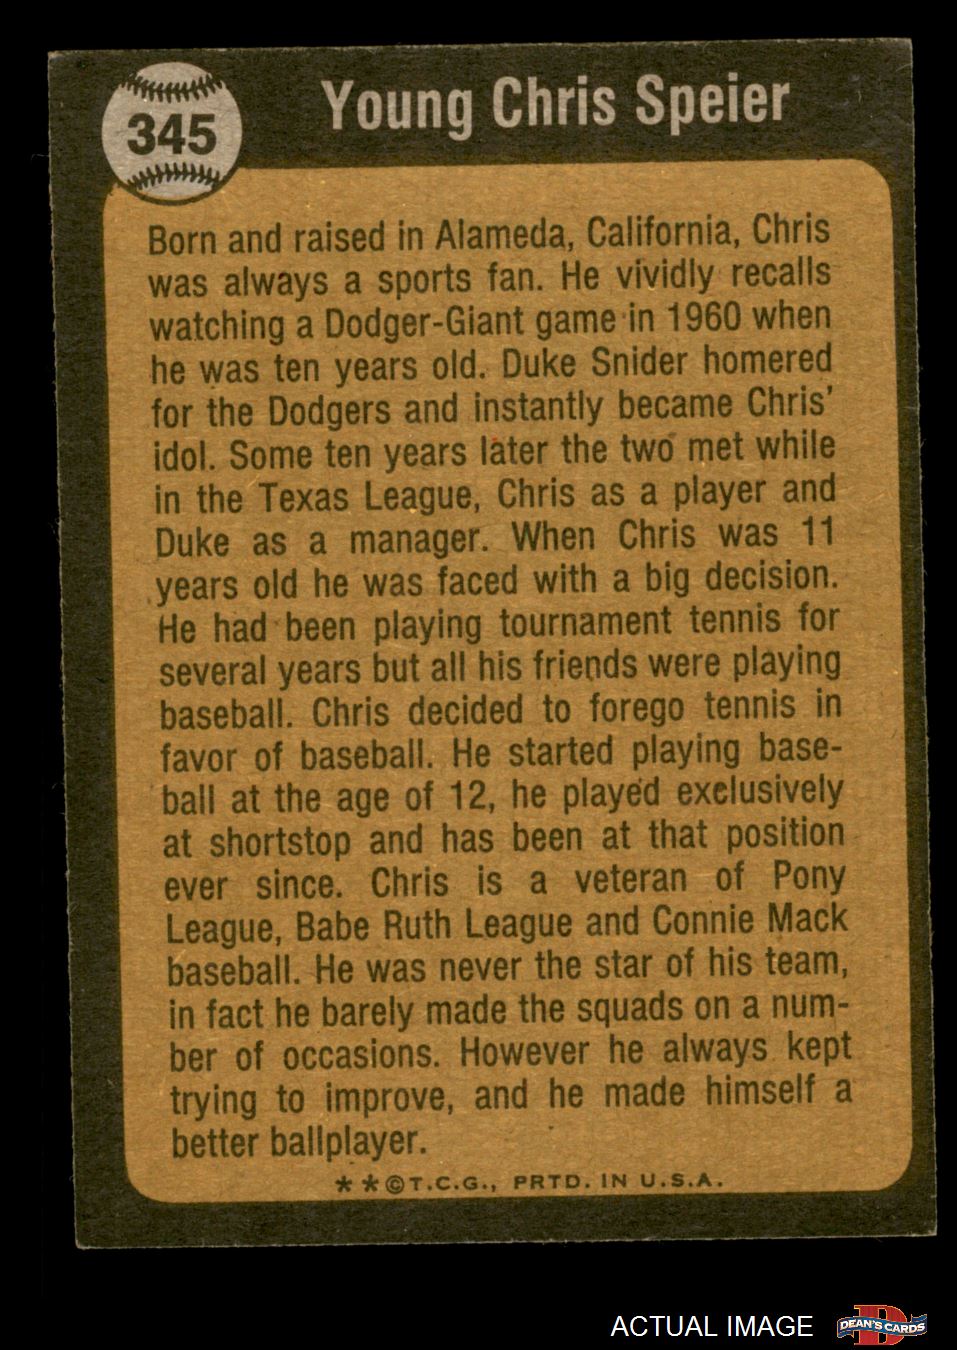 345
Young Chris Speier
Born and raised in Alameda, California, Chris
was always a sports fan. He vividly recalls
watching a Dodger-Giant game in 1960 when
he was ten years old. Duke Snider homered
for the Dodgers and instantly became Chris'
idol. Some ten years later the two met while
in the Texas League, Chris as a player and
Duke as a manager. When Chris was 11
years old he was faced with a big decision.
He had been playing tournament tennis for
several years but all his friends were playing
baseball. Chris decided to forego tennis in
favor of baseball. He started playing base-
ball at the age of 12, he played exclusively
at shortstop and has been at that position
ever since. Chris is a veteran of Pony
League, Babe Ruth League and Connie Mack
baseball. He was never the star of his team,
in fact he barely made the squads on a num-
ber of occasions. However he always kept
trying to improve, and he made himself a
better ballplayer.
**©T.C.G., PRTD. IN U.S.A.
ACTUAL IMAGE
DEAN'S CARDS